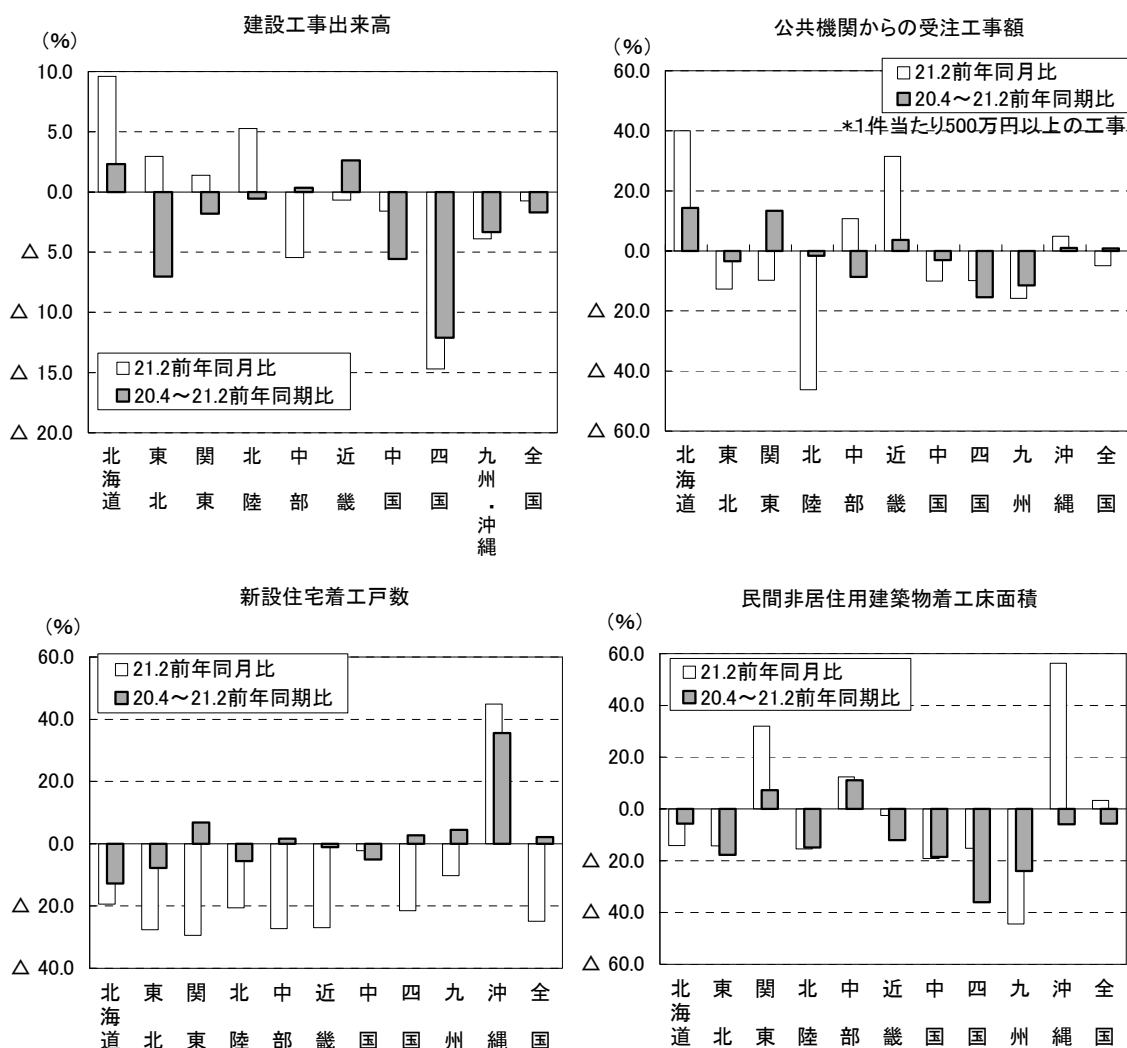 建設工事出来高
(%)
10.0
5.0
0.0
△ 5.0
△ 10.0
△ 15.0
△ 20.0
21.2前年同月比
20.4～21.2前年同期比
北海道
東北
関東
北陸
中部
近畿
中国
四国
九州・沖縄
全国
公共機関からの受注工事額
(%)
60.0
40.0
20.0
0.0
△ 20.0
△ 40.0
△ 60.0
21.2前年同月比
20.4～21.2前年同期比
*1件当たり500万円以上の工事
北海道
東北
関東
北陸
中部
近畿
中国
四国
九州
沖縄
全国
新設住宅着工戸数
(%)
60.0
40.0
20.0
0.0
△ 20.0
△ 40.0
21.2前年同月比
20.4～21.2前年同期比
北海道
東北
関東
北陸
中部
近畿
中国
四国
九州
沖縄
全国
民間非居住用建築物着工床面積
(%)
60.0
40.0
20.0
0.0
△ 20.0
△ 40.0
△ 60.0
21.2前年同月比
20.4～21.2前年同期比
北海道
東北
関東
北陸
中部
近畿
中国
四国
九州
沖縄
全国